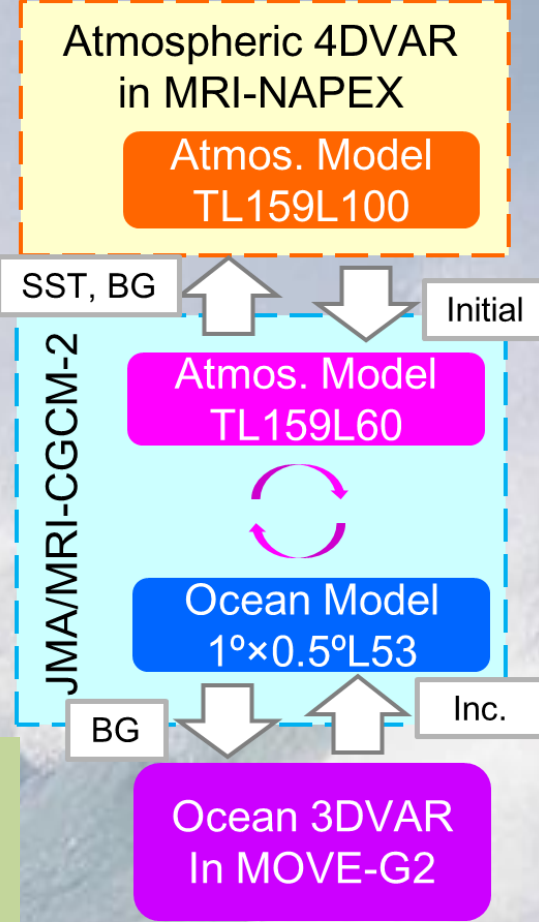 Atmospheric 4DVAR
in MRI-NAPEX
Atmos. Model
TL159L100
SST, BG
Initial
JMA/MRI-CGCM-2
Atmos. Model
TL159L60
Ocean Model
1º×0.5ºL53
BG
Inc.
Ocean 3DVAR
In MOVE-G2